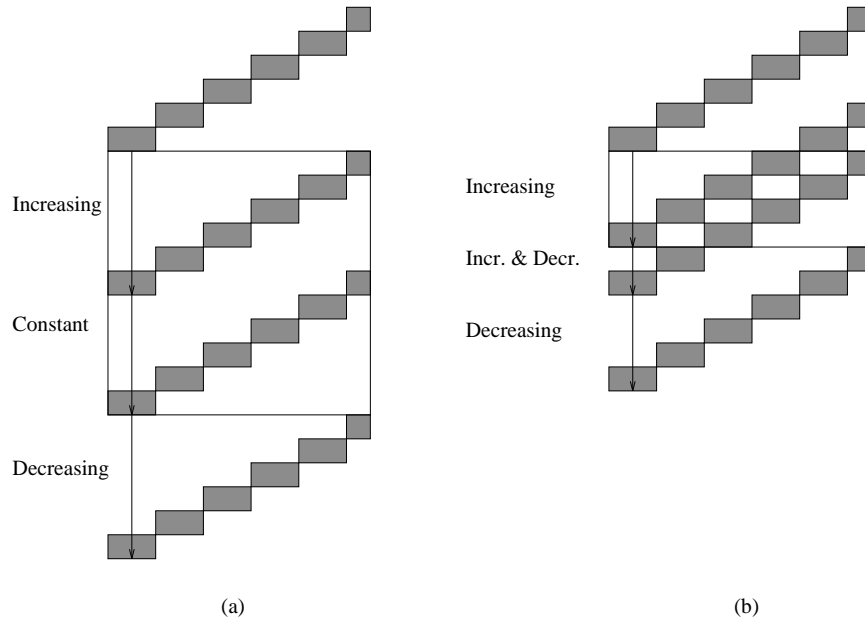 Increasing
Constant
Decreasing
(a)
Increasing
Incr. & Decr.
Decreasing
(b)